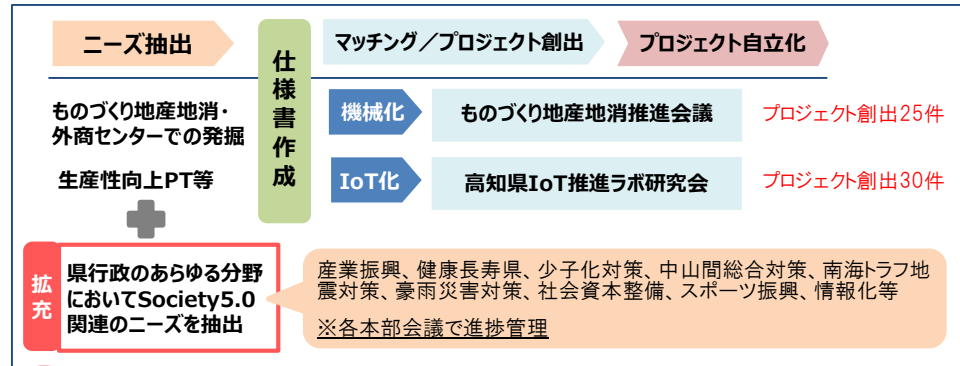 ニーズ抽出
仕様書作成
マッチング／プロジェクト創出
プロジェクト自立化
ものづくり地産地消・
外商センターでの発掘
生産性向上PT等
機械化
ものづくり地産地消推進会議
プロジェクト創出25件
IoT化
高知県IoT推進ラボ研究会
プロジェクト創出30件
拡充
県行政のあらゆる分野
においてSociety5.0
関連のニーズを抽出
産業振興、健康長寿県、少子化対策、中山間総合対策、南海トラフ地
震対策、豪雨災害対策、社会資本整備、スポーツ振興、情報化等
※各本部会議で進捗管理